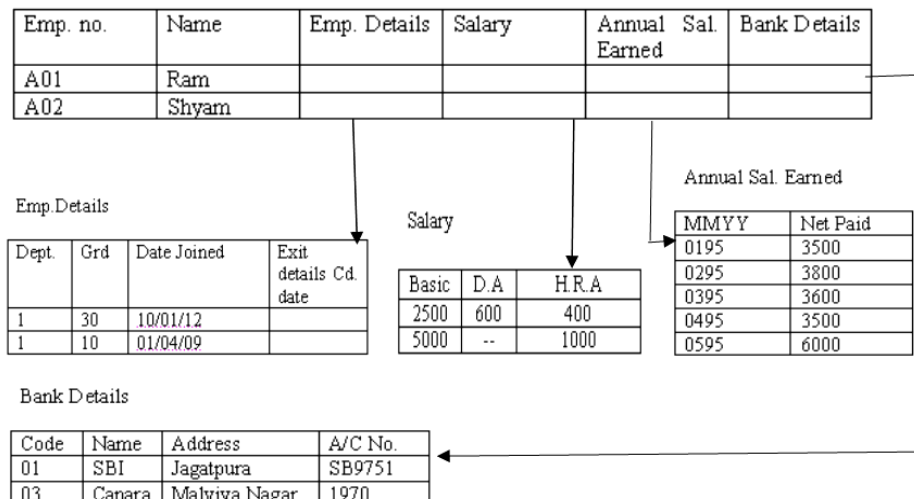 Emp. no. Name Emp. Details Salary Annual Sal. Earned Bank Details
A01 Ram
A02 Shyam
Annual Sal. Earned
Emp.Details
Salary
MMYY Net Paid
0195 3500
0295 3800
0395 3600
0495 3500
0595 6000
Dept. Grd Date Joined Exit details Cd. date
1 30 10/01/12
1 10 01/04/09
Basic D.A H.R.A
2500 600 400
5000 -- 1000
Bank Details
Code Name Address A/C No.
01 SBI Jagatpura SB9751
03 Canara Malviya Nagar 1970